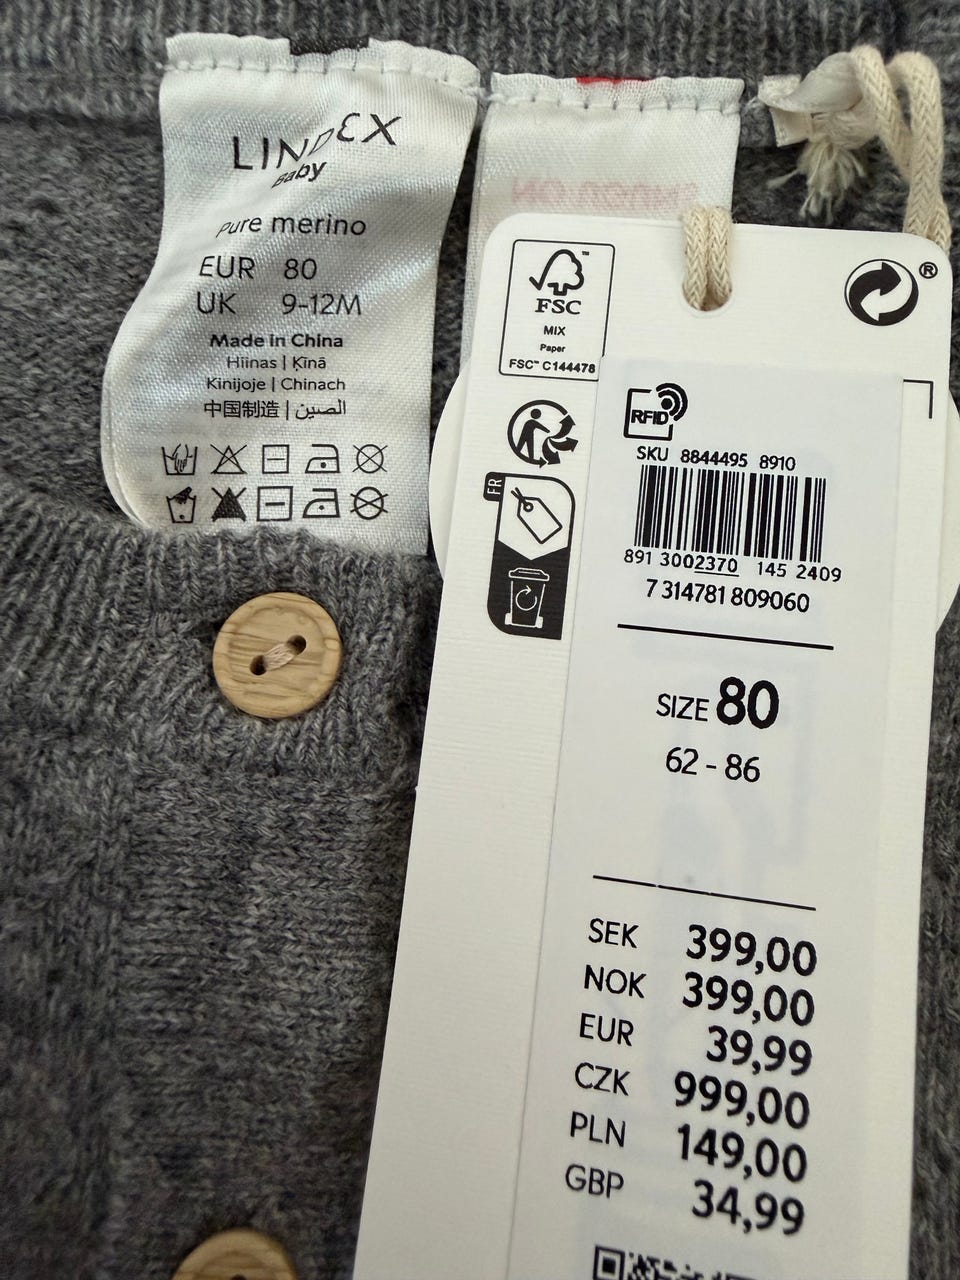 LINDEX
Baby
Pure merino
EUR 80
UK 9-12M
Made in China
Hiinas | Ķīnā
Kinijoje | Chinach
中国制造 | الصين
FSC™
MIX
Paper
FSC™ C144478
®
FR
RFID
SKU 8844495 8910
891 3002370 145 2409
7 314781 809060
SIZE 80
62 - 86
SEK 399,00
NOK 399,00
EUR 39,99
CZK 999,00
PLN 149,00
GBP 34,99